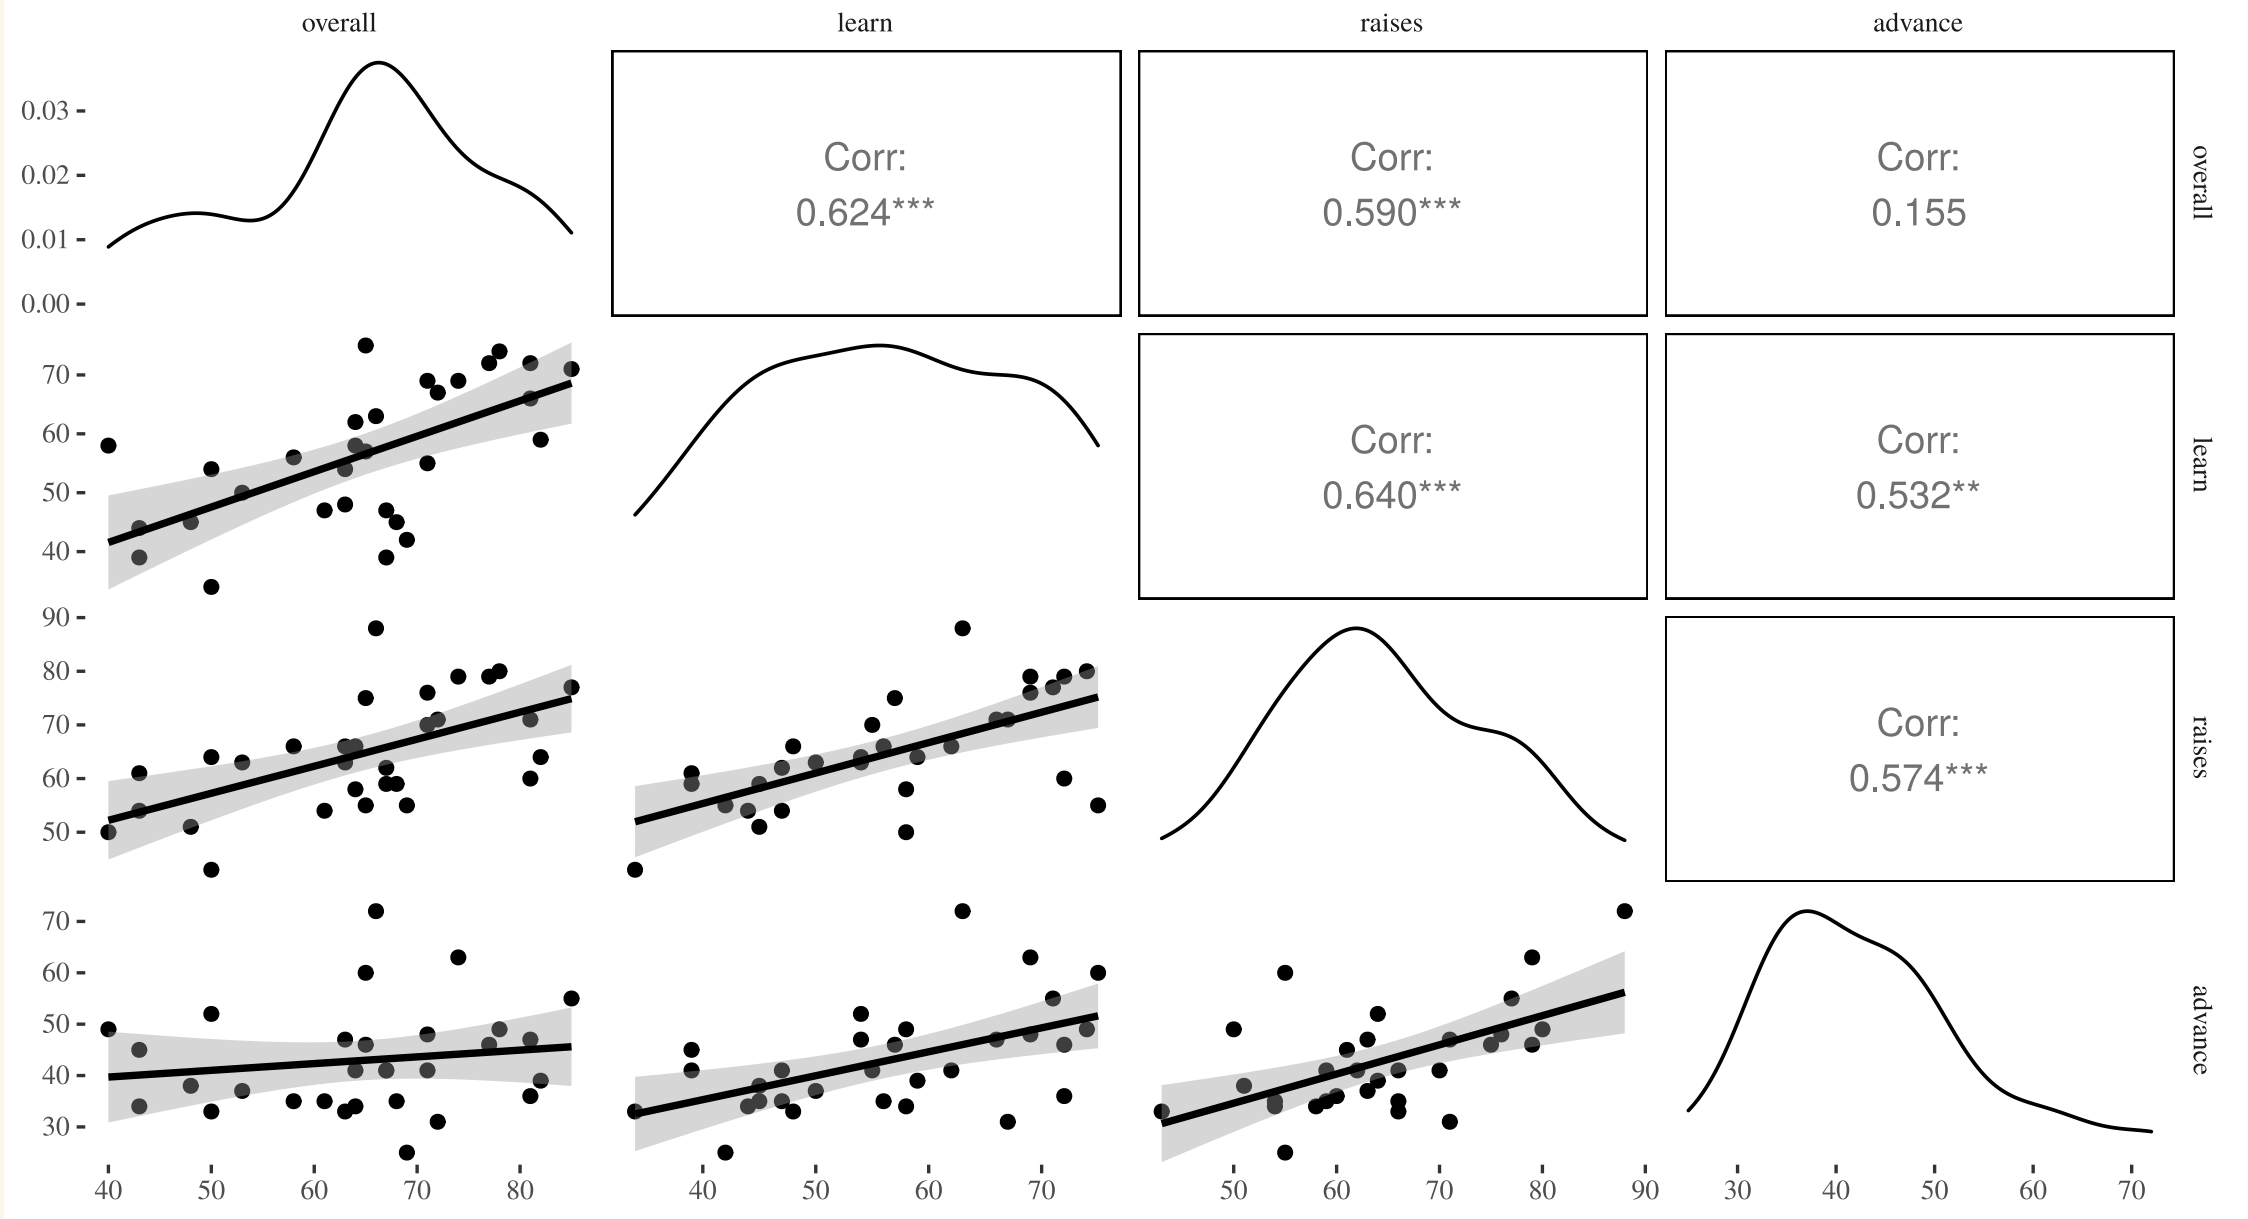 overall learn raises advance
0.03
0.02
0.01
0.00
Corr:
0.624***
Corr:
0.590***
Corr:
0.155
overall
70
60
50
40
Corr:
0.640***
Corr:
0.532**
learn
90
80
70
60
50
Corr:
0.574***
raises
70
60
50
40
30
advance
40 50 60 70 80 40 50 60 70 50 60 70 80 90 30 40 50 60 70